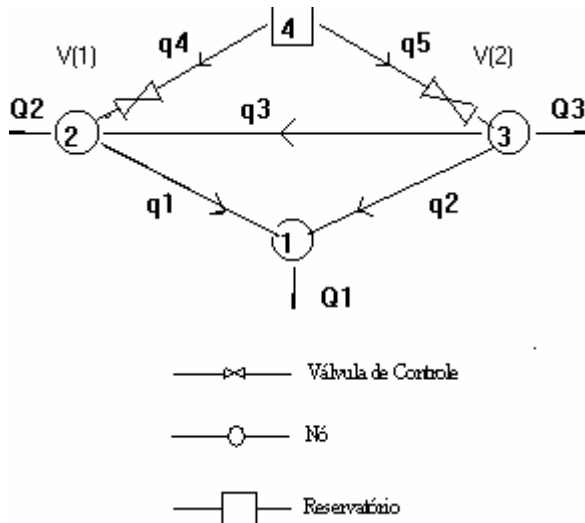 4
V(1) q4 q5 V(2)
Q2 q3 Q3
2 3
q1 q2
1
Q1
Válvula de Controle
Nó
Reservatório